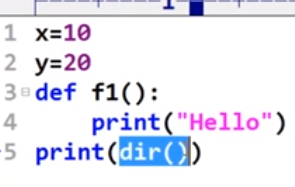 1 x=10
2 y=20
3 def f1():
4     print("Hello")
5 print(dir())